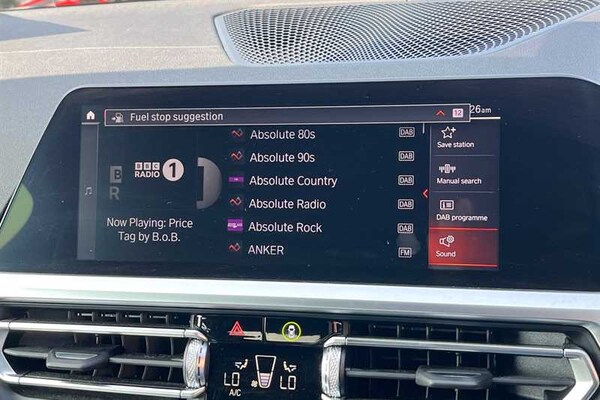 Fuel stop suggestion
12
26am
Absolute 80s DAB
Absolute 90s DAB
Absolute Country DAB
Absolute Radio DAB
Absolute Rock DAB
ANKER FM
B
R
BBC
RADIO 1
Now Playing: Price
Tag by B.o.B.
Save station
Manual search
DAB programme
Sound
LO
A/C
LO